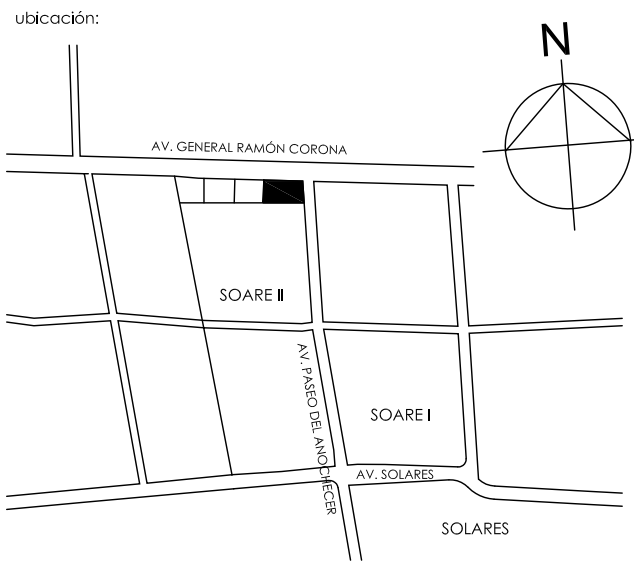 ubicación:
N
AV. GENERAL RAMÓN CORONA
SOARE II
AV. PASEO DEL ANOCHECER
SOARE I
AV. SOLARES
SOLARES